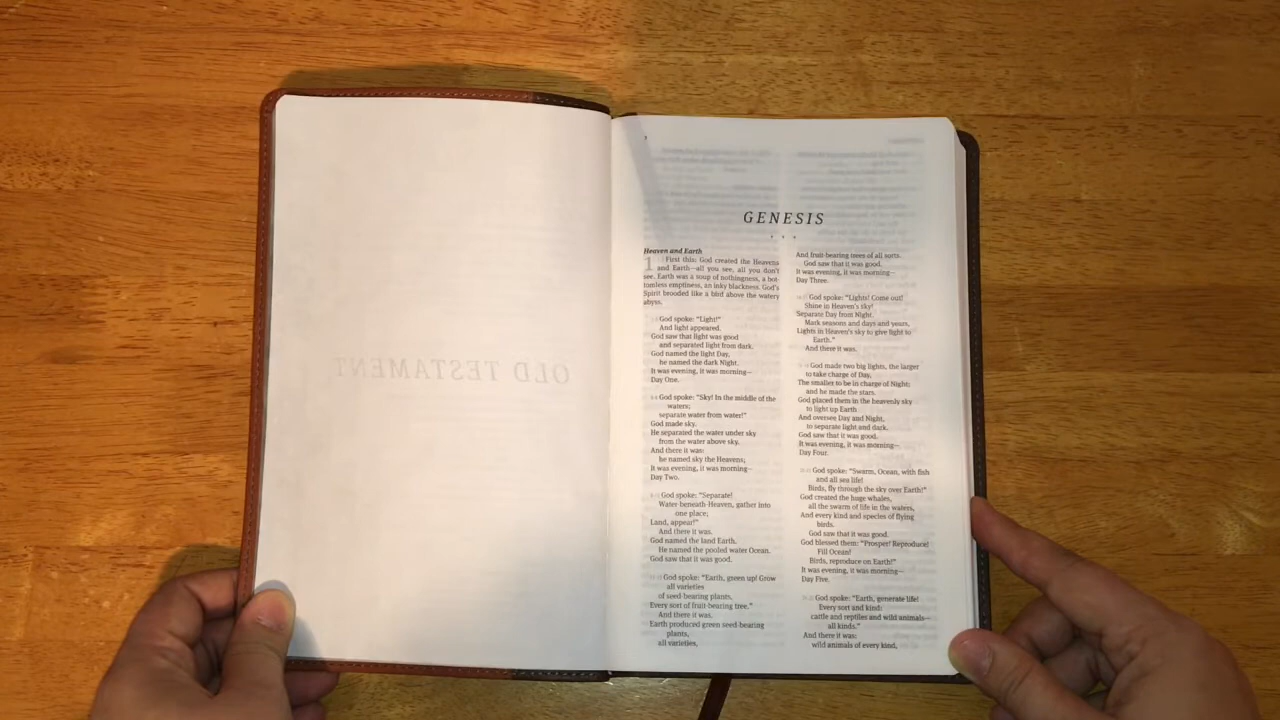 OLD TESTAMENT
GENESIS
Heaven and Earth
1 First this: God created the Heavens
and Earth—all you see, all you don't
see. Earth was a soup of nothingness, a bot-
tomless emptiness, an inky blackness. God's
Spirit brooded like a bird above the watery
abyss.
God spoke: “Light!”
And light appeared.
God saw that light was good
and separated light from dark.
God named the light Day,
he named the dark Night.
It was evening, it was morning—
Day One.
God spoke: “Sky! In the middle of the
waters;
separate water from water!”
God made sky.
He separated the water under sky
from the water above sky.
And there it was:
he named sky the Heavens;
It was evening, it was morning—
Day Two.
God spoke: “Separate!
Water-beneath-Heaven, gather into
one place;
Land, appear!”
And there it was.
God named the land Earth.
He named the pooled water Ocean.
God saw that it was good.
God spoke: “Earth, green up! Grow
all varieties
of seed-bearing plants,
Every sort of fruit-bearing tree.”
And there it was.
Earth produced green seed-bearing
plants,
all varieties,
And fruit-bearing trees of all sorts.
God saw that it was good.
It was evening, it was morning—
Day Three.
God spoke: “Lights! Come out!
Shine in Heaven's sky!
Separate Day from Night.
Mark seasons and days and years,
Lights in Heaven's sky to give light to
Earth.”
And there it was.
God made two big lights, the larger
to take charge of Day,
The smaller to be in charge of Night;
and he made the stars.
God placed them in the heavenly sky
to light up Earth
And oversee Day and Night,
to separate light and dark.
God saw that it was good.
It was evening, it was morning—
Day Four.
God spoke: “Swarm, Ocean, with fish
and all sea life!
Birds, fly through the sky over Earth!”
God created the huge whales,
all the swarm of life in the waters,
And every kind and species of flying
birds.
God saw that it was good.
God blessed them: “Prosper! Reproduce!
Fill Ocean!
Birds, reproduce on Earth!”
It was evening, it was morning—
Day Five.
God spoke: “Earth, generate life!
Every sort and kind:
cattle and reptiles and wild animals—
all kinds.”
And there it was:
wild animals of every kind,